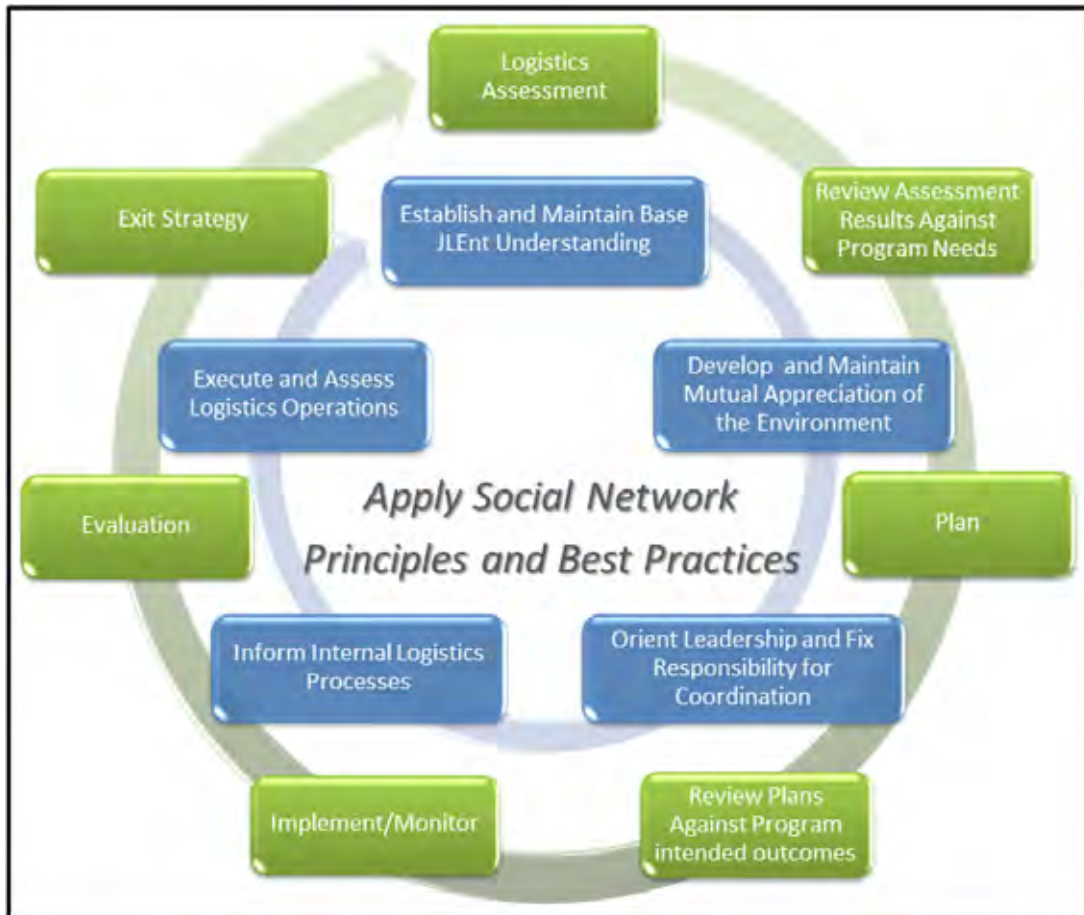 Logistics
Assessment
Review Assessment
Results Against
Program Needs
Plan
Review Plans
Against Program
intended outcomes
Implement/Monitor
Evaluation
Exit Strategy
Establish and Maintain Base
JLEnt Understanding
Develop and Maintain
Mutual Appreciation of
the Environment
Orient Leadership and Fix
Responsibility for
Coordination
Inform Internal Logistics
Processes
Execute and Assess
Logistics Operations
Apply Social Network
Principles and Best Practices